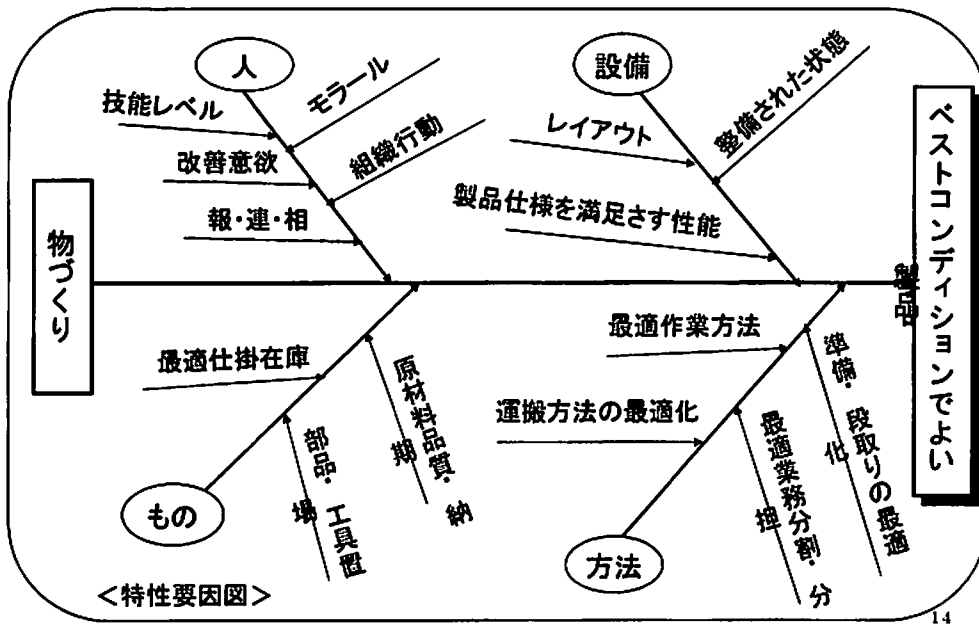 人
設備
技能レベル
モラール
改善意欲
組織行動
報・連・相
レイアウト
整備された状態
製品仕様を満足さす性能
物づくり
ベストコンディションでよい
製品
最適仕掛在庫
原材料品質・納
期
部品・工具置
場
もの
最適作業方法
運搬方法の最適化
準備・段取りの最適
化
最適業務分割・分
担
方法
<特性要因図>
14